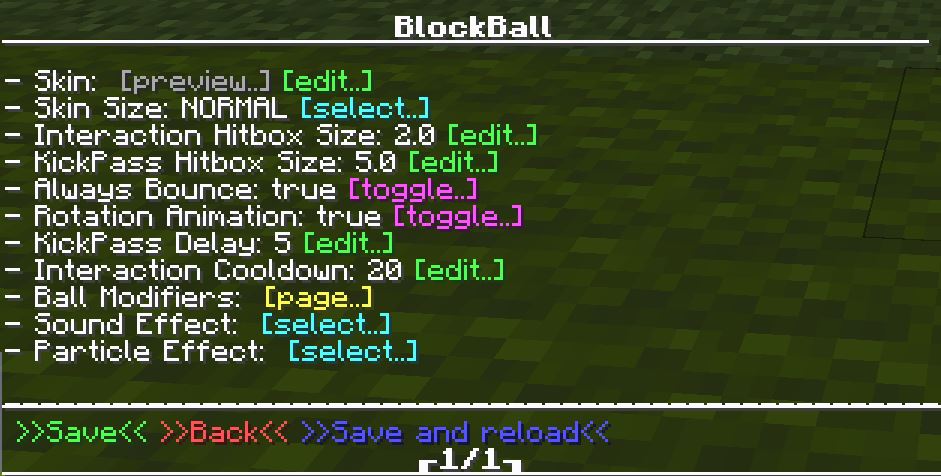 BlockBall
- Skin: [preview..] [edit..]
- Skin Size: NORMAL [select..]
- Interaction Hitbox Size: 2.0 [edit..]
- KickPass Hitbox Size: 5.0 [edit..]
- Always Bounce: true [toggle..]
- Rotation Animation: true [toggle..]
- KickPass Delay: 5 [edit..]
- Interaction Cooldown: 20 [edit..]
- Ball Modifiers: [page..]
- Sound Effect: [select..]
- Particle Effect: [select..]
>>Save<< >>Back<< >>Save and reload<<
┌1/1┐